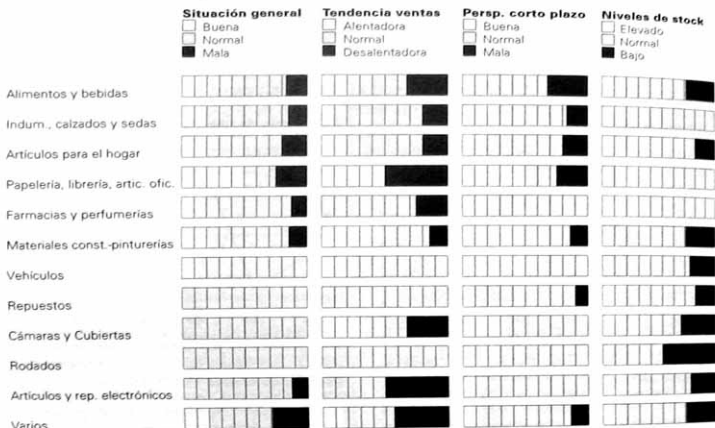 Situación general Tendencia ventas Persp. corto plazo Niveles de stock
Buena Alentadora Buena Elevado
Normal Normal Normal Normal
Mala Desalentadora Mala Bajo
Alimentos y bebidas
Indum., calzados y sedas
Artículos para el hogar
Papelería, librería, artic. ofic.
Farmacias y perfumerías
Materiales const.-pinturerías
Vehículos
Repuestos
Cámaras y Cubiertas
Rodados
Artículos y rep. electrónicos
Varios